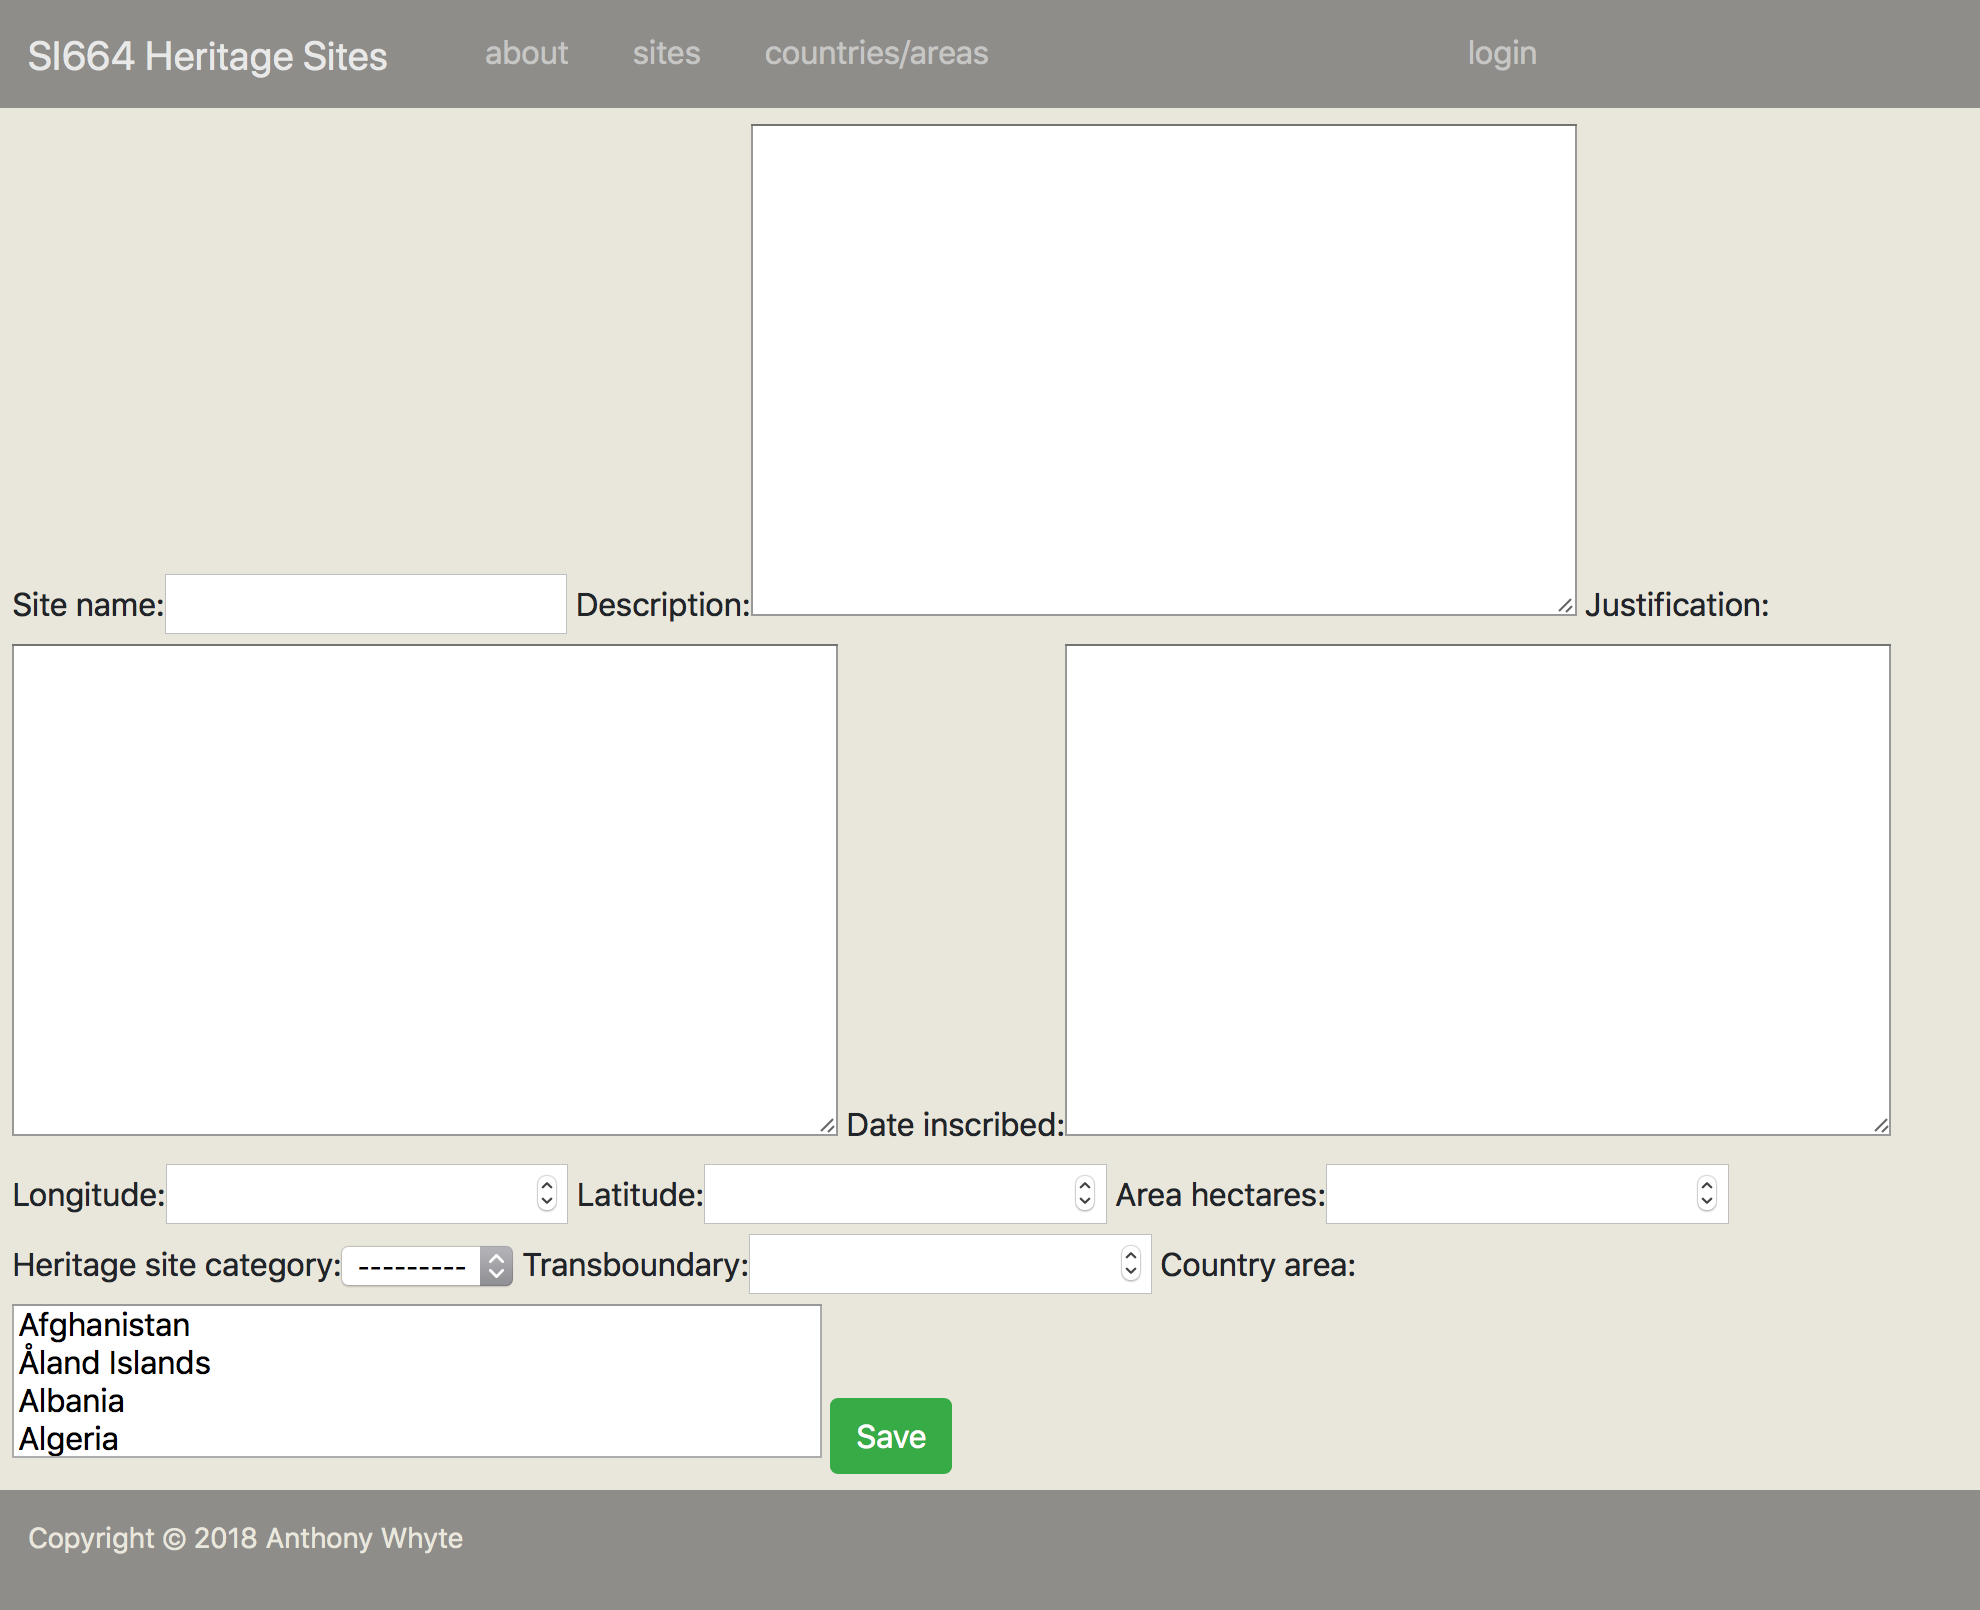 SI664 Heritage Sites about sites countries/areas login
Site name: Description: Justification:
Date inscribed:
Longitude: Latitude: Area hectares:
Heritage site category: --------- Transboundary: Country area:
Afghanistan
Åland Islands
Albania
Algeria
Save
Copyright © 2018 Anthony Whyte